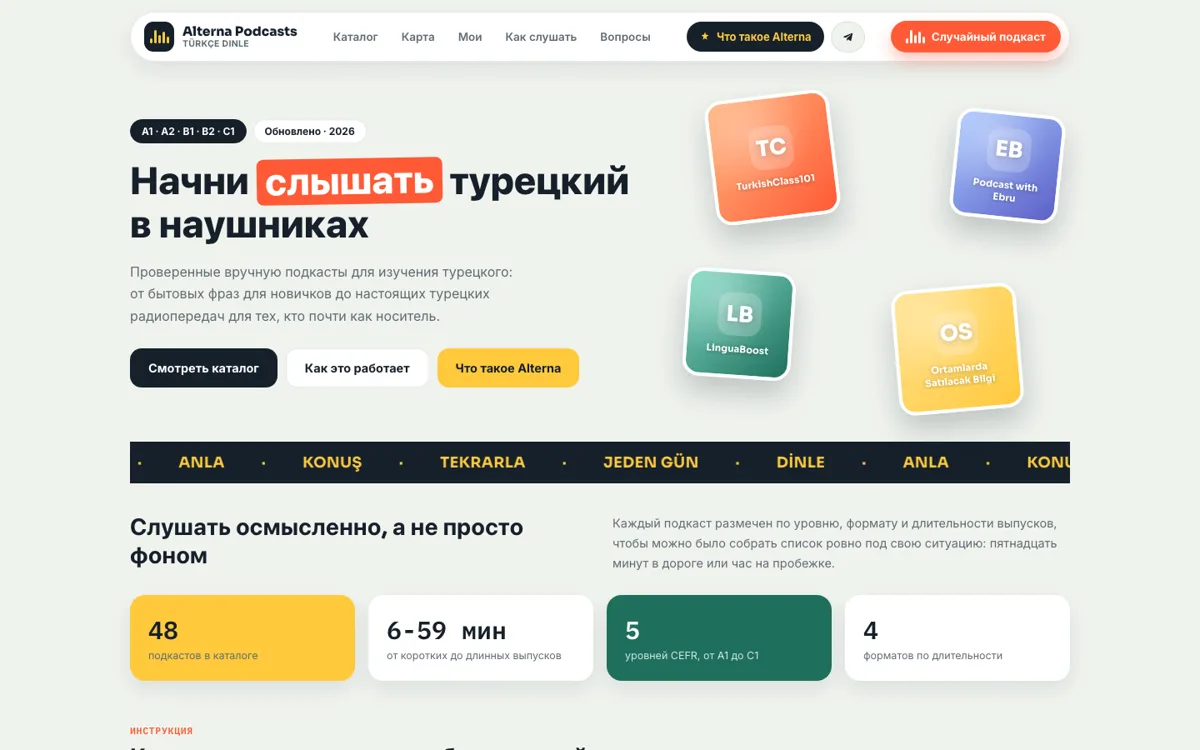 Alterna Podcasts
TÜRKÇE DINLE
Каталог
Карта
Мои
Как слушать
Вопросы
★ Что такое Alterna
Случайный подкаст
A1 · A2 · B1 · B2 · C1
Обновлено · 2026
Начни слышать турецкий
в наушниках
Проверенные вручную подкасты для изучения турецкого:
от бытовых фраз для новичков до настоящих турецких
радиопередач для тех, кто почти как носитель.
Смотреть каталог
Как это работает
Что такое Alterna
TC
TurkishClass101
EB
Podcast with
Ebru
LB
LinguaBoost
OS
Ortamlarda
Satılacak Bilgi
· ANLA · KONUŞ · TEKRARLA · JEDEN GÜN · DİNLE · ANLA · KONU
Слушать осмысленно, а не просто
фоном
Каждый подкаст размечен по уровню, формату и длительности выпусков,
чтобы можно было собрать список ровно под свою ситуацию: пятнадцать
минут в дороге или час на пробежке.
48
подкастов в каталоге
6-59 мин
от коротких до длинных выпусков
5
уровней CEFR, от A1 до C1
4
форматов по длительности
ИНСТРУКЦИЯ